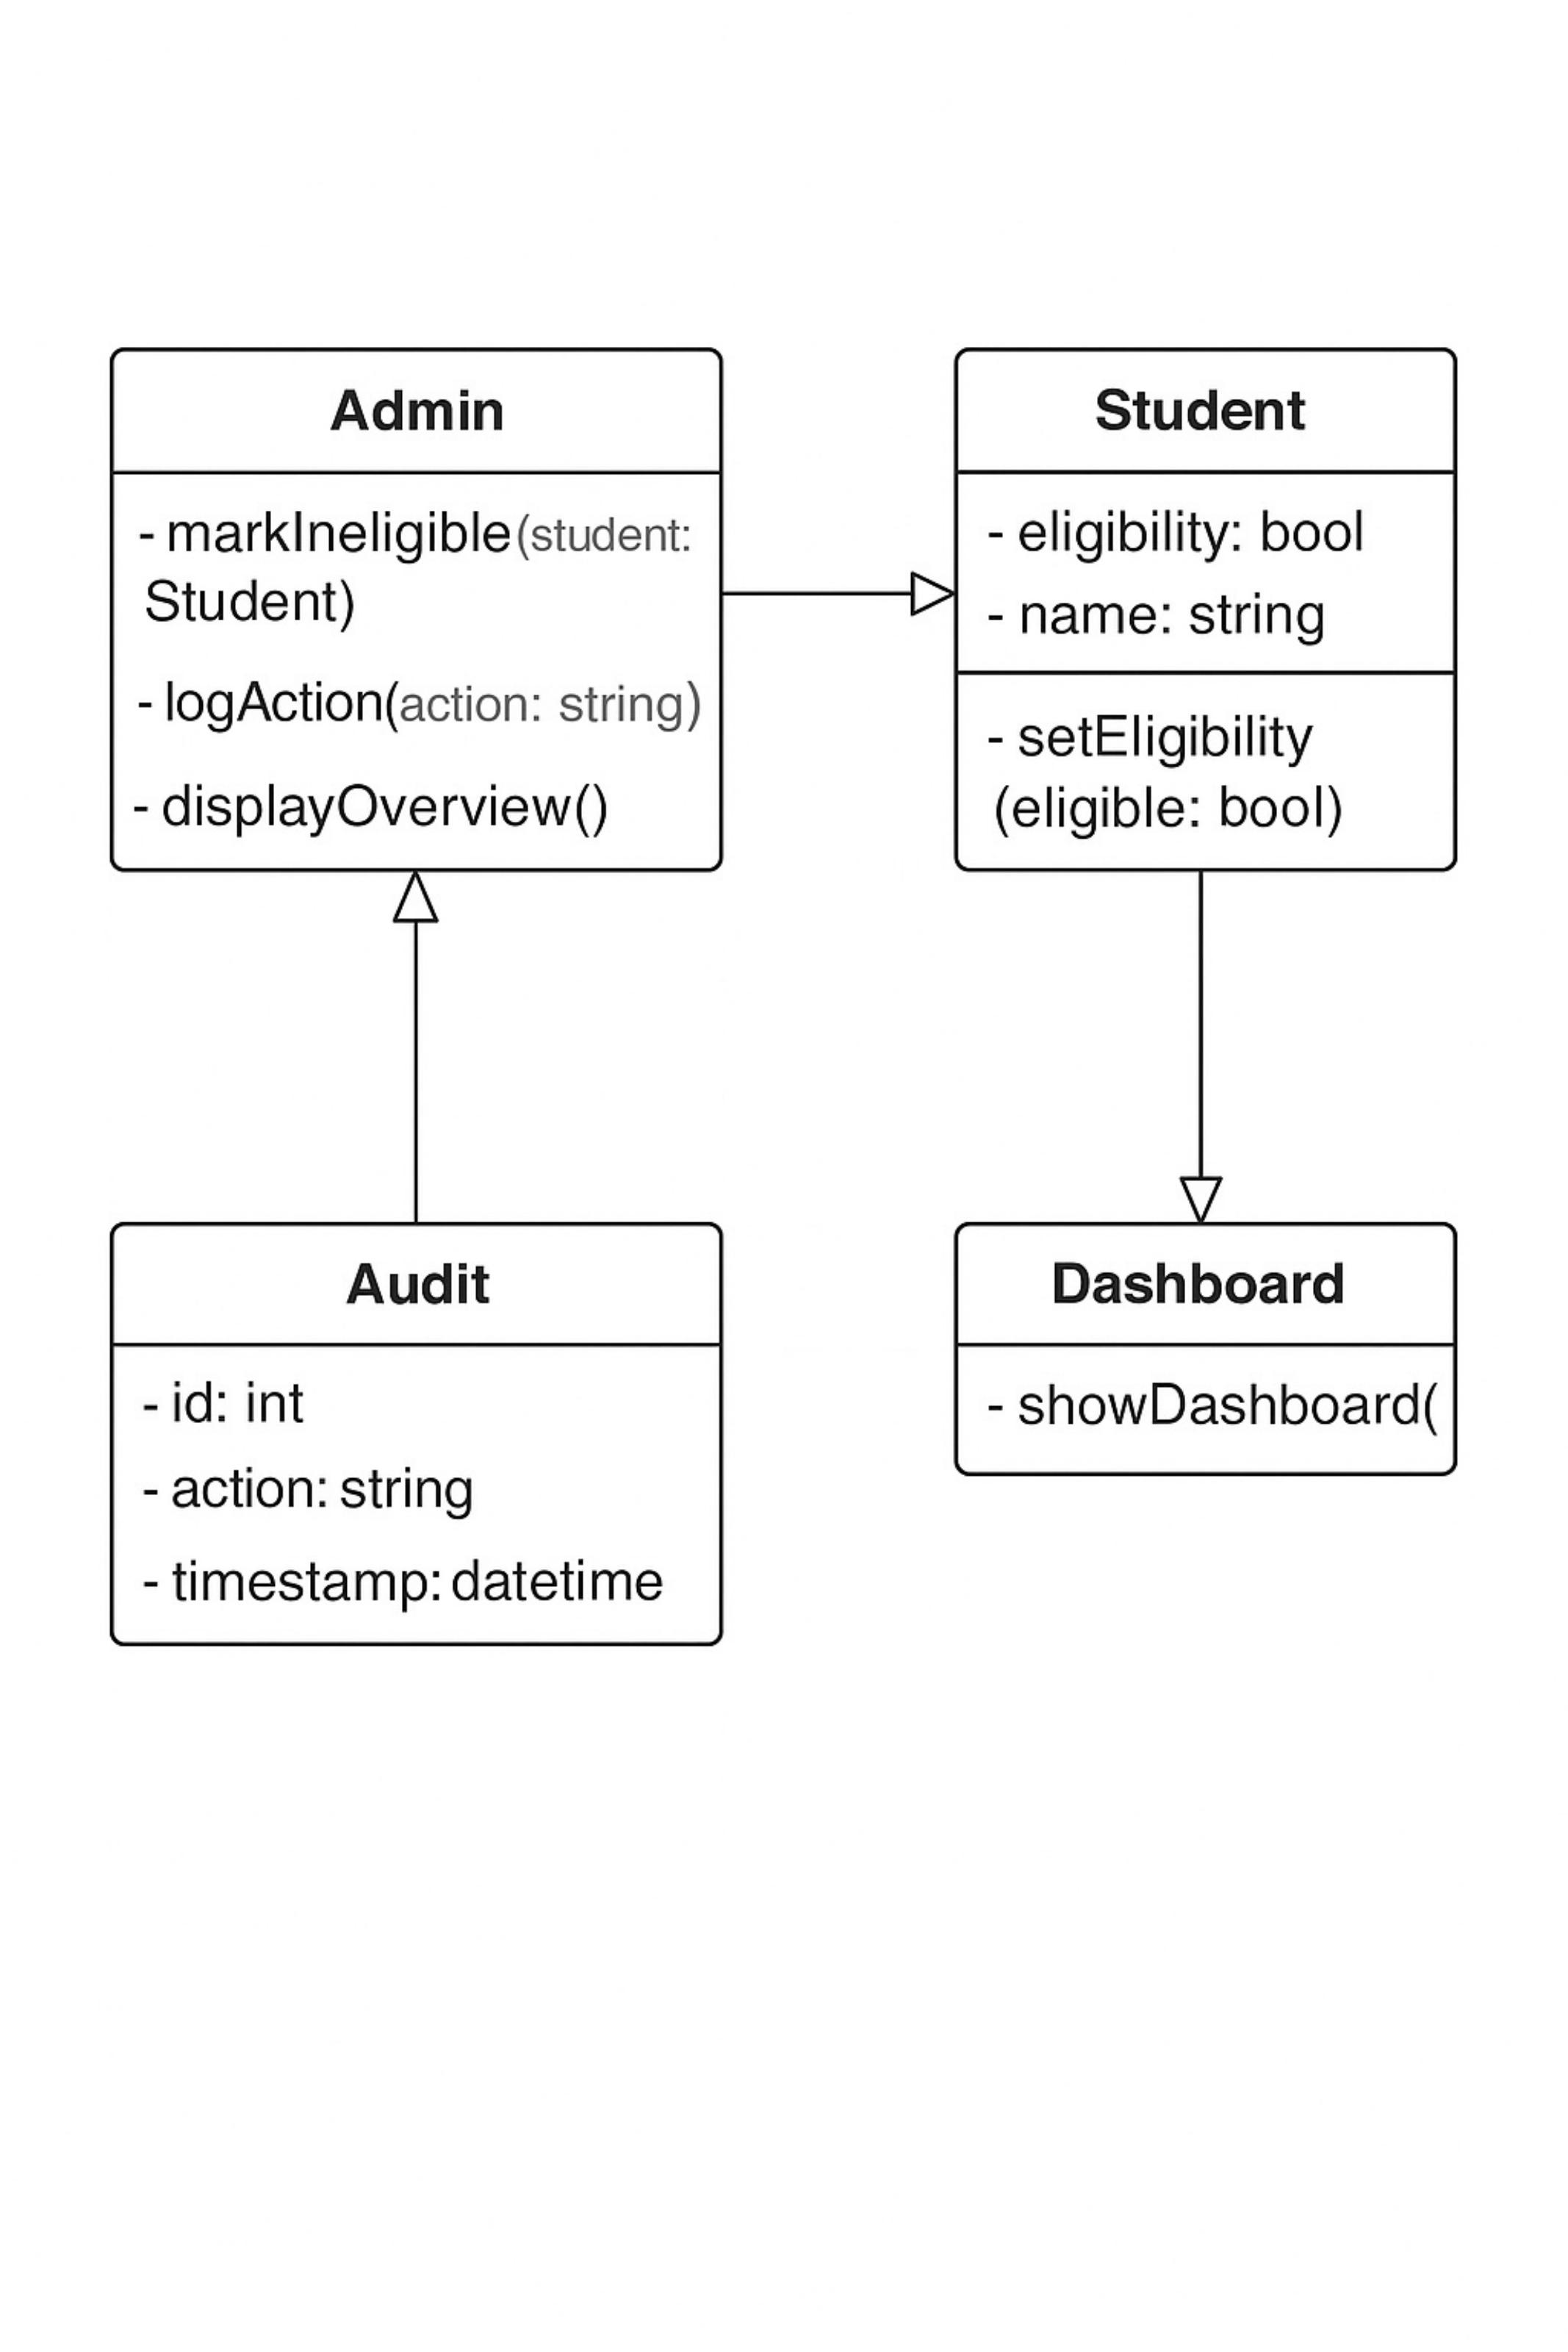 Admin
- markIneligible(student:
Student)
- logAction(action: string)
- displayOverview()
Student
- eligibility: bool
- name: string
- setEligibility
(eligible: bool)
Audit
- id: int
- action: string
- timestamp: datetime
Dashboard
- showDashboard(